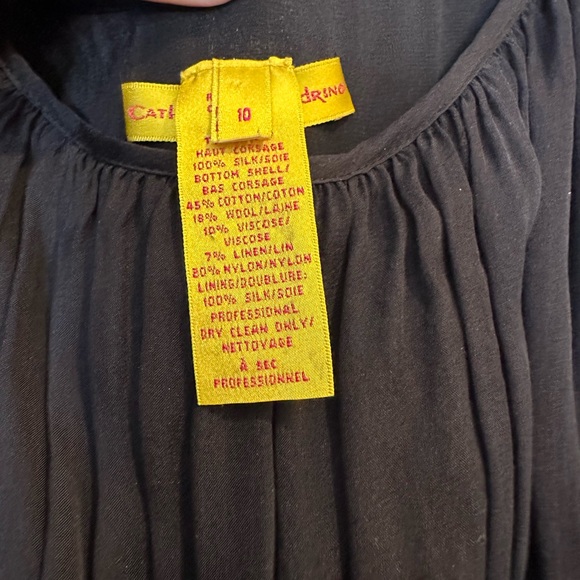 CAT DRINO
10
HAUT CORSAGE
100% SILK/SOIE
BOTTOM SHELL/
BAS CORSAGE
45% COTTON/COTON
18% WOOL/LAINE
10% VISCOSE/
VISCOSE
7% LINEN/LIN
20% NYLON/NYLON
LINING/DOUBLURE:
100% SILK/SOIE
PROFESSIONAL
DRY CLEAN ONLY/
NETTOYAGE
À SEC
PROFESSIONNEL